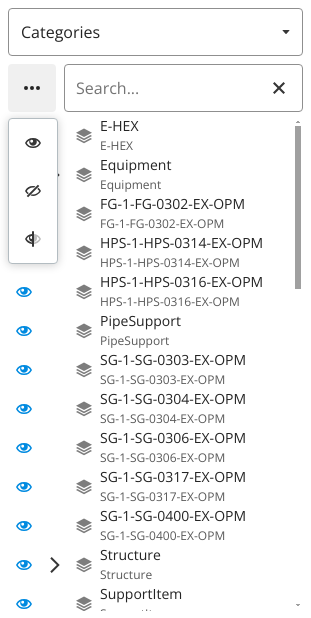 Categories
Search...
E-HEX
E-HEX
Equipment
Equipment
FG-1-FG-0302-EX-OPM
FG-1-FG-0302-EX-OPM
HPS-1-HPS-0314-EX-OPM
HPS-1-HPS-0314-EX-OPM
HPS-1-HPS-0316-EX-OPM
HPS-1-HPS-0316-EX-OPM
PipeSupport
PipeSupport
SG-1-SG-0303-EX-OPM
SG-1-SG-0303-EX-OPM
SG-1-SG-0304-EX-OPM
SG-1-SG-0304-EX-OPM
SG-1-SG-0306-EX-OPM
SG-1-SG-0306-EX-OPM
SG-1-SG-0317-EX-OPM
SG-1-SG-0317-EX-OPM
SG-1-SG-0400-EX-OPM
SG-1-SG-0400-EX-OPM
Structure
Structure
SupportItem